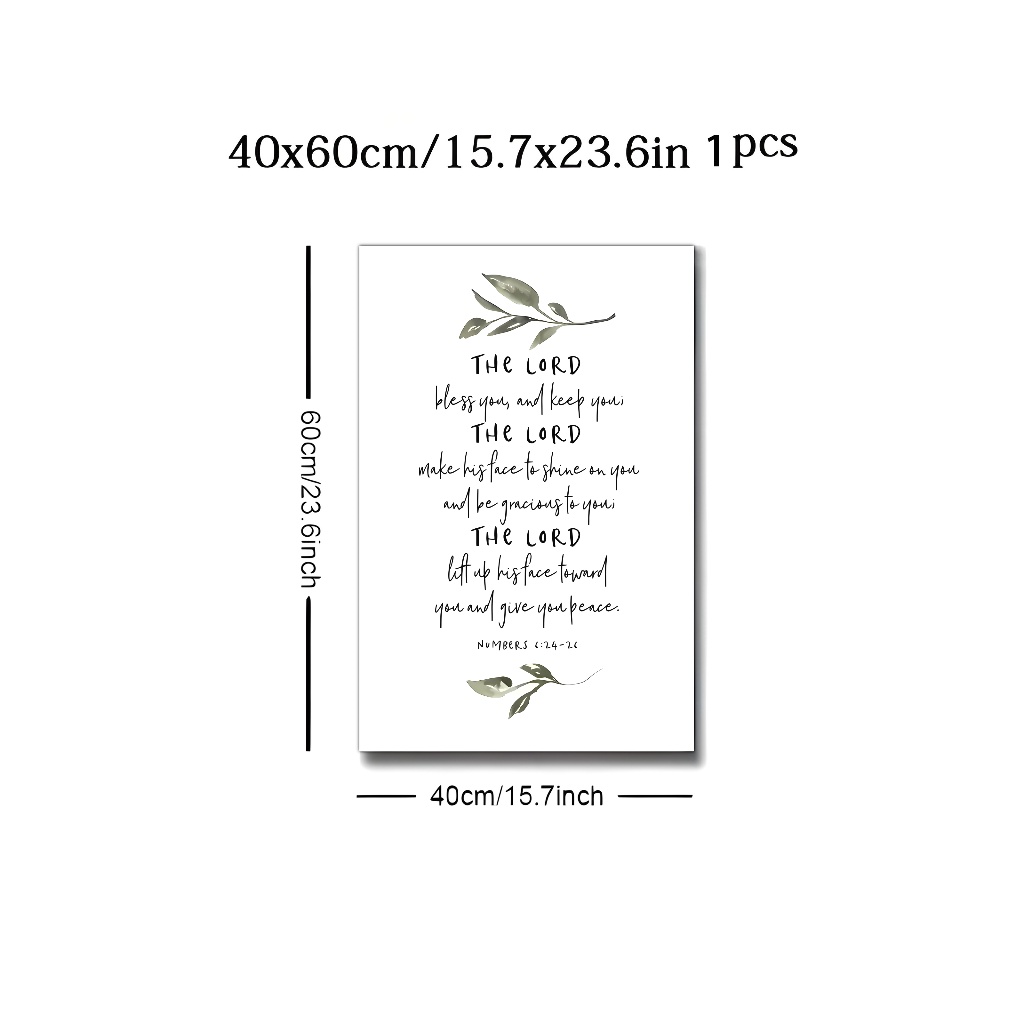 40x60cm/15.7x23.6in 1pcs
60cm/23.6inch
THE LORD
bless you, and keep you;
THE LORD
make his face to shine on you
and be gracious to you;
THE LORD
lift up his face toward
you and give you peace.
NUMBERS 6:24-26
40cm/15.7inch